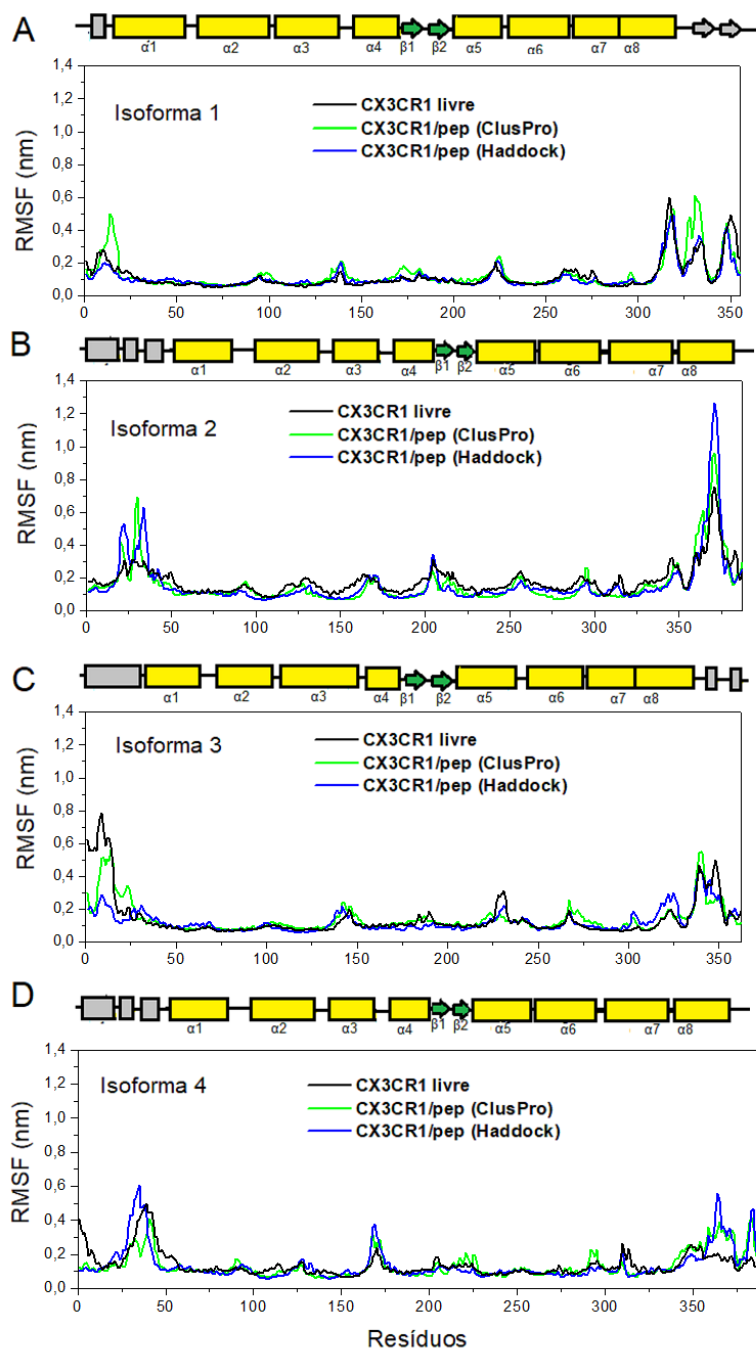 A
α1 α2 α3 α4 β1 β2 α5 α6 α7 α8
1,4
1,2
1,0
0,8
0,6
0,4
0,2
0,0
RMSF (nm)
Isoforma 1
CX3CR1 livre
CX3CR1/pep (ClusPro)
CX3CR1/pep (Haddock)
0 50 100 150 200 250 300 350
B
α1 α2 α3 α4 β1 β2 α5 α6 α7 α8
1,4
1,2
1,0
0,8
0,6
0,4
0,2
0,0
RMSF (nm)
Isoforma 2
CX3CR1 livre
CX3CR1/pep (ClusPro)
CX3CR1/pep (Haddock)
0 50 100 150 200 250 300 350
C
α1 α2 α3 α4 β1 β2 α5 α6 α7 α8
1,4
1,2
1,0
0,8
0,6
0,4
0,2
0,0
RMSF (nm)
Isoforma 3
CX3CR1 livre
CX3CR1/pep (ClusPro)
CX3CR1/pep (Haddock)
0 50 100 150 200 250 300 350
D
α1 α2 α3 α4 β1 β2 α5 α6 α7 α8
1,4
1,2
1,0
0,8
0,6
0,4
0,2
0,0
RMSF (nm)
Isoforma 4
CX3CR1 livre
CX3CR1/pep (ClusPro)
CX3CR1/pep (Haddock)
0 50 100 150 200 250 300 350
Resíduos